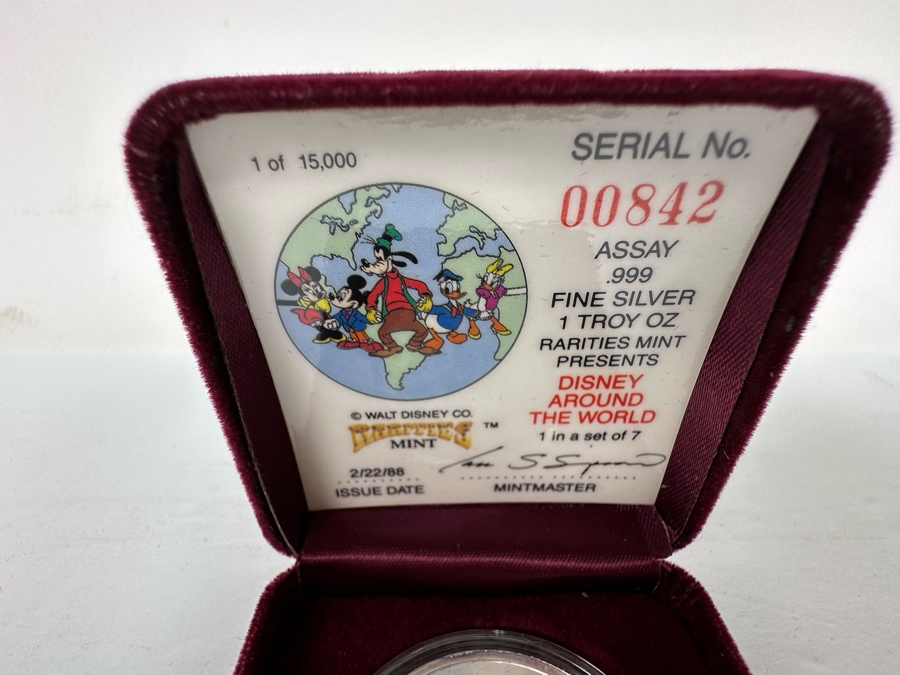 1 of 15,000
© WALT DISNEY CO.
RARITIES ™
MINT
2/22/88
ISSUE DATE
SERIAL No.
00842
ASSAY
.999
FINE SILVER
1 TROY OZ
RARITIES MINT
PRESENTS
DISNEY
AROUND
THE WORLD
1 in a set of 7
MINTMASTER